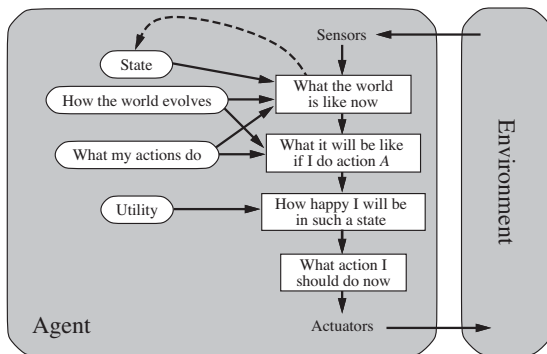 Sensors
State
What the world
is like now
How the world evolves
What it will be like
if I do action A
What my actions do
How happy I will be
in such a state
Utility
What action I
should do now
Agent
Actuators
Environment